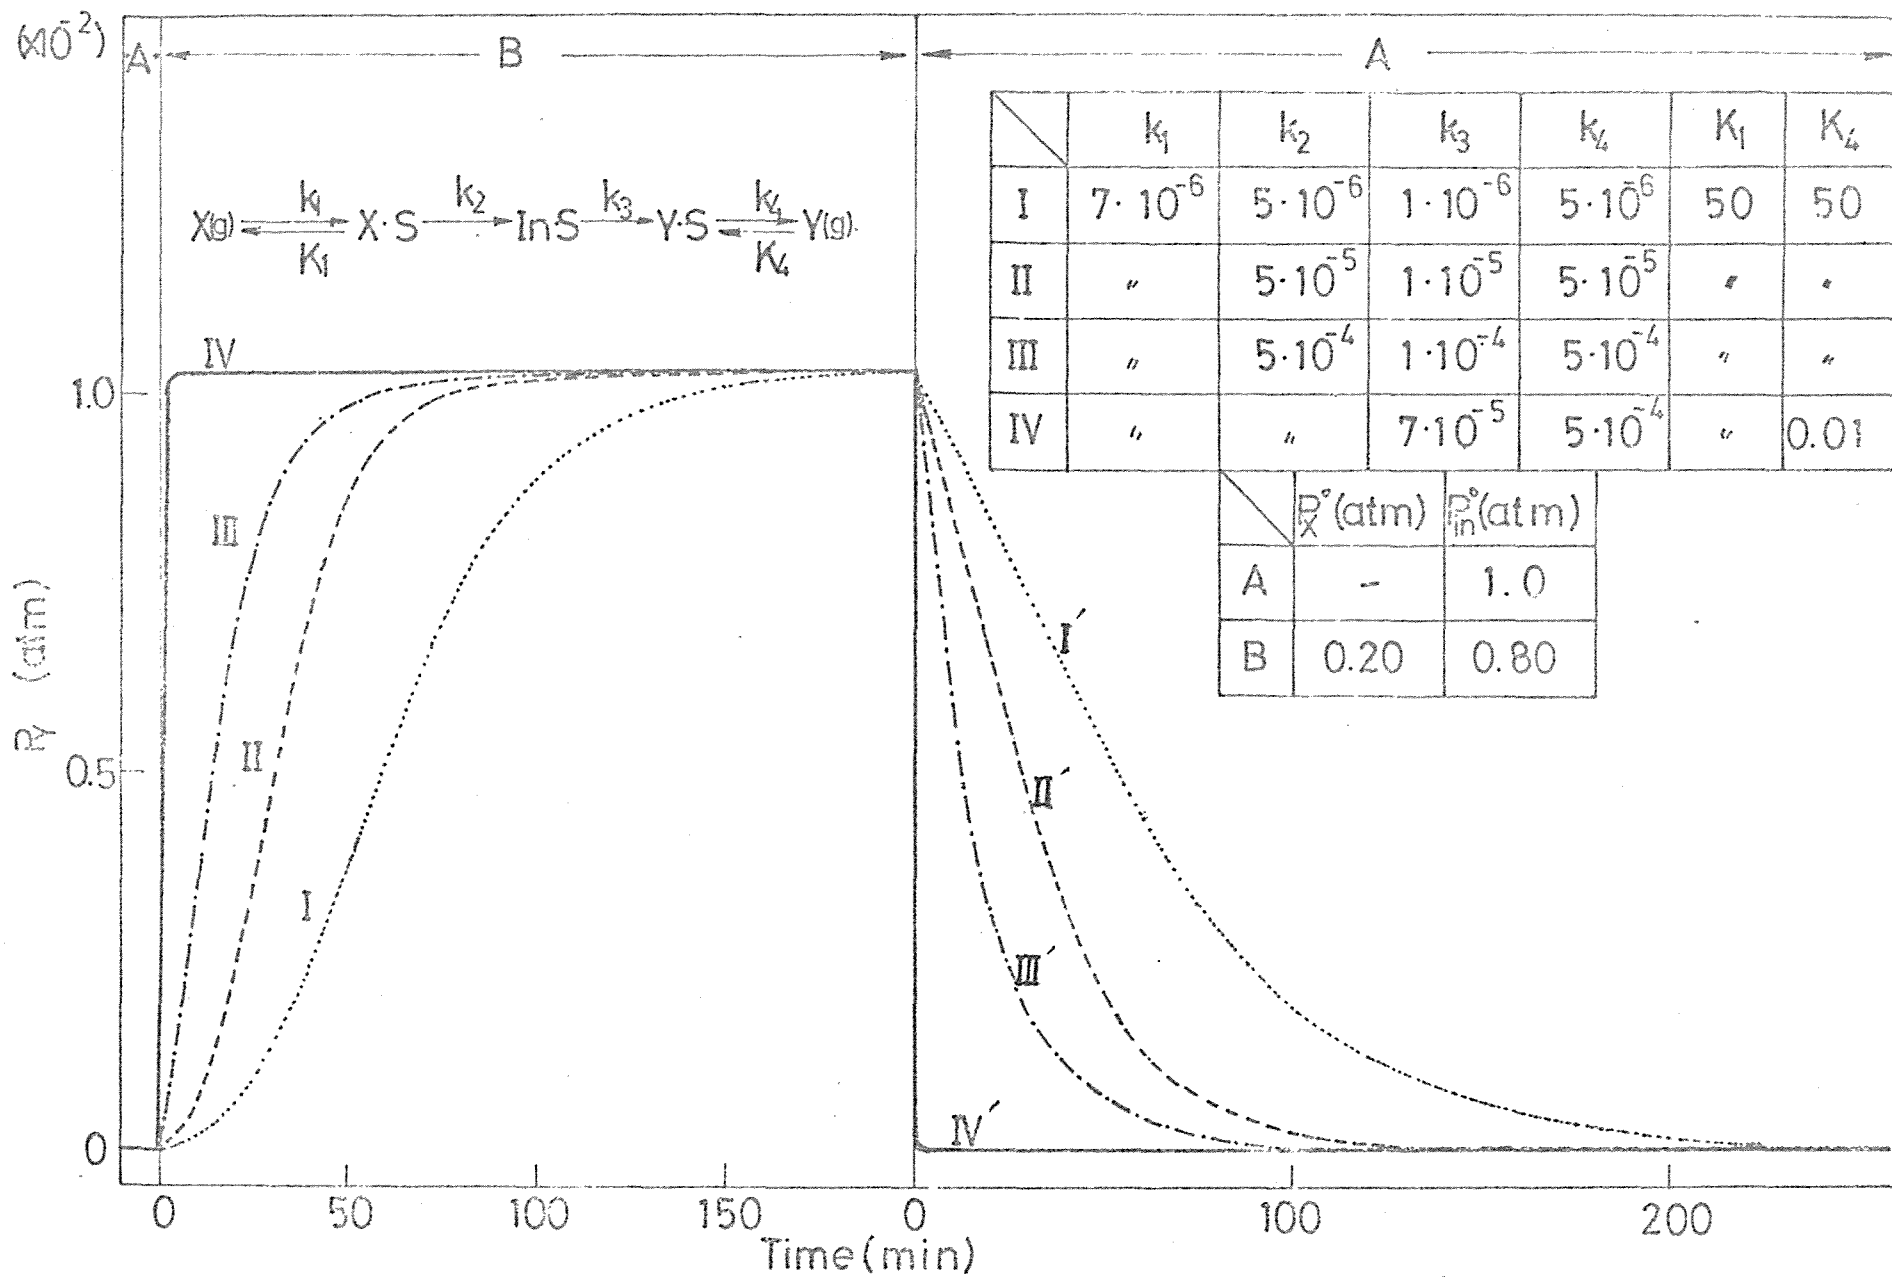 (×10⁻²)
A B A
k₁ k₂ k₃ k₄ K₁ K₄
I 7·10⁻⁶ 5·10⁻⁶ 1·10⁻⁶ 5·10⁻⁶ 50 50
II 〃 5·10⁻⁵ 1·10⁻⁵ 5·10⁻⁵ 〃 〃
III 〃 5·10⁻⁴ 1·10⁻⁴ 5·10⁻⁴ 〃 〃
IV 〃 〃 7·10⁻⁵ 5·10⁻⁴ 〃 0.01
k₁ k₂ k₃ k₄
X(g) X·S In·S Y·S Y(g)
K₁ K₄
P°X (atm) P°in (atm)
A - 1.0
B 0.20 0.80
IV
III
II
I
I′
II′
III′
IV′
1.0
0.5
0
PY (atm)
0 50 100 150 0 100 200
Time (min)